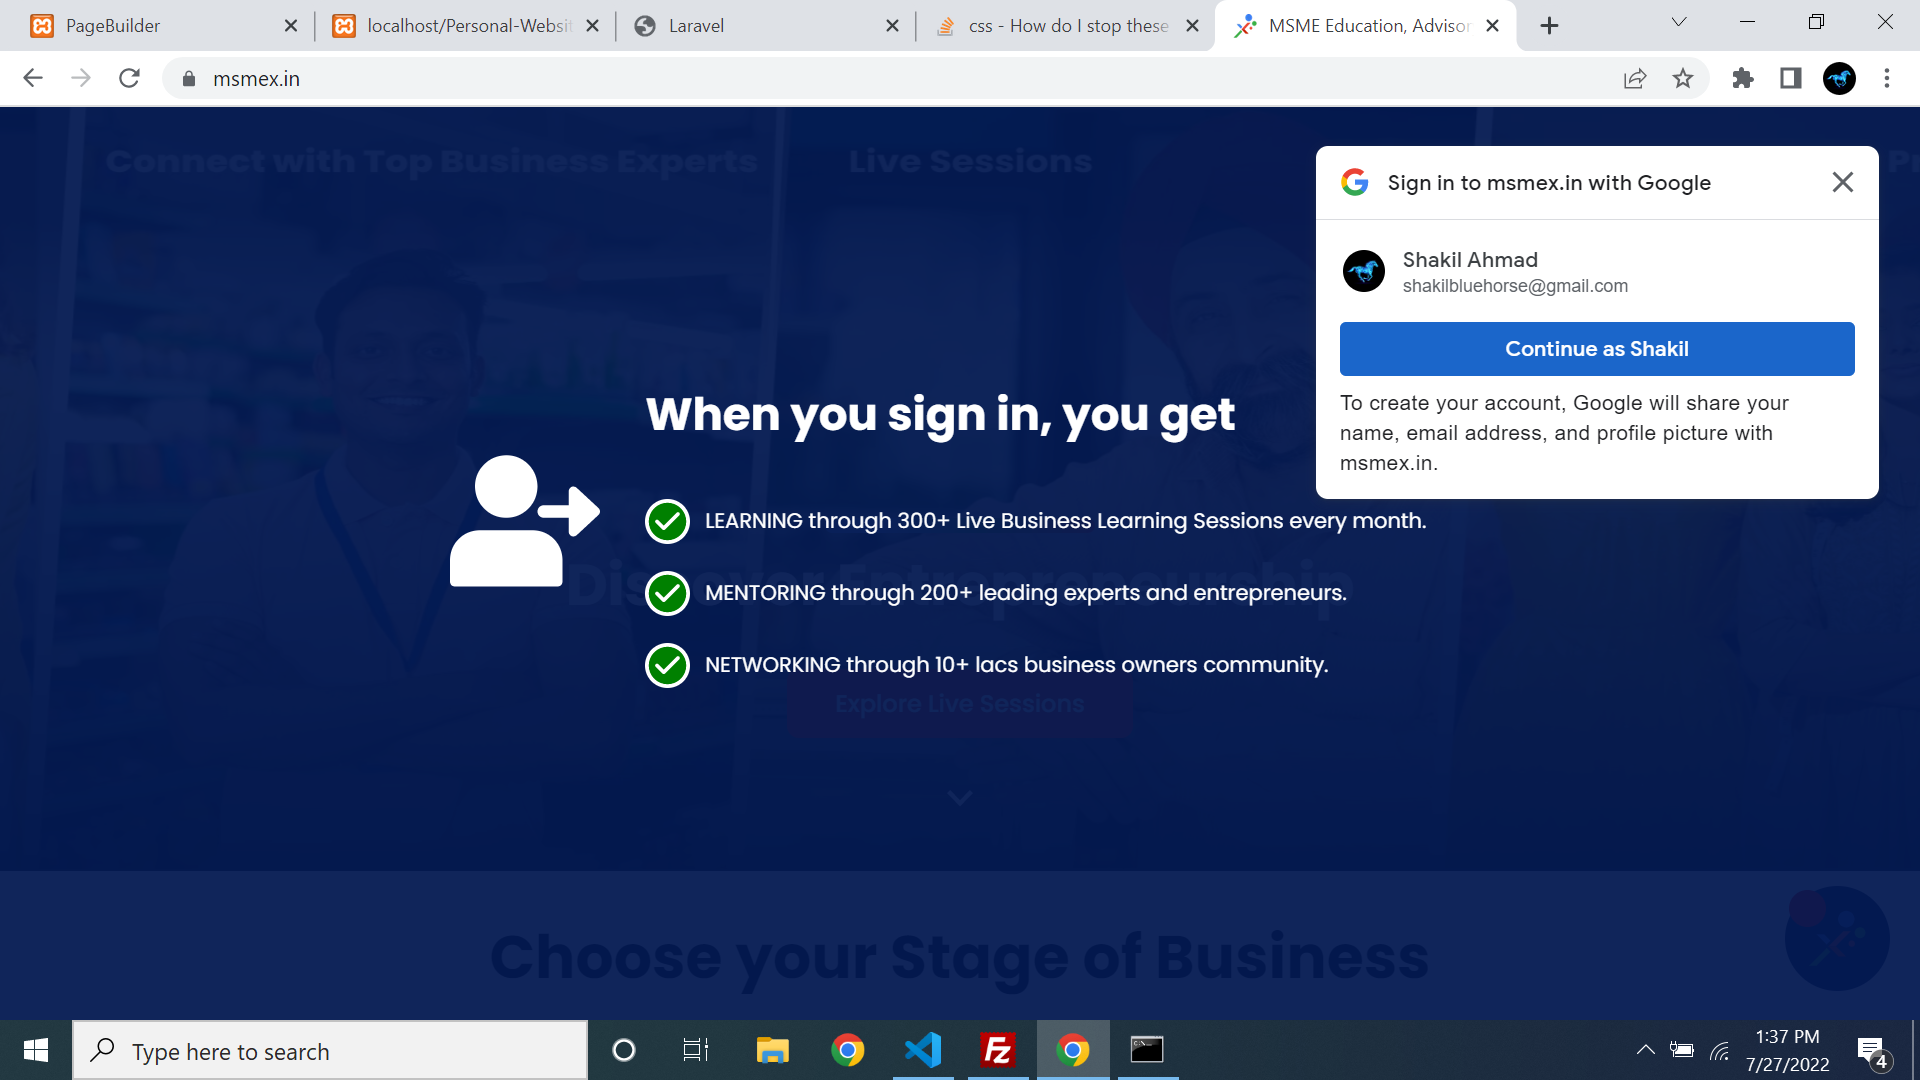 PageBuilder
localhost/Personal-Websit
Laravel
css - How do I stop these
MSME Education, Advisor
msmex.in
Connect with Top Business Experts
Live Sessions
Sign in to msmex.in with Google
Shakil Ahmad
shakilbluehorse@gmail.com
Continue as Shakil
To create your account, Google will share your
name, email address, and profile picture with
msmex.in.
When you sign in, you get
LEARNING through 300+ Live Business Learning Sessions every month.
Discover Entrepreneurship
MENTORING through 200+ leading experts and entrepreneurs.
NETWORKING through 10+ lacs business owners community.
Explore Live Sessions
Choose your Stage of Business
Type here to search
1:37 PM
7/27/2022
4